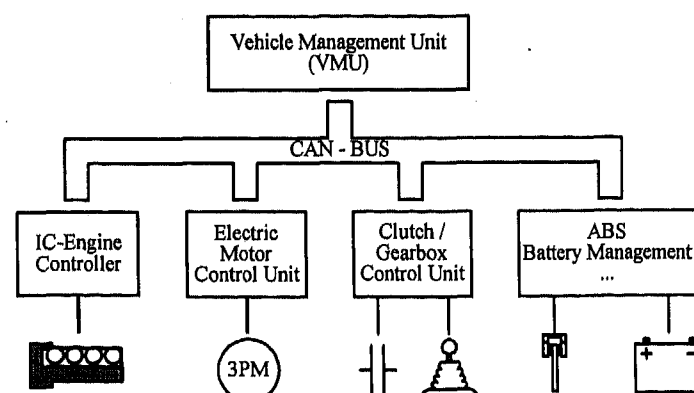 Vehicle Management Unit
(VMU)
CAN - BUS
IC-Engine
Controller
Electric
Motor
Control Unit
Clutch /
Gearbox
Control Unit
ABS
Battery Management
...
3PM
+ -